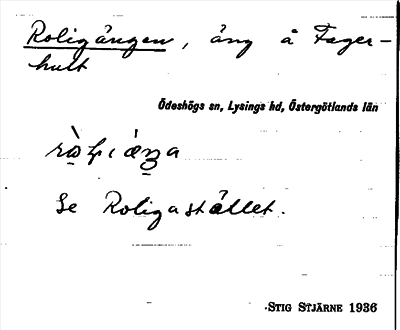 Roligängen, äng å Fager-
hult
Ödeshögs sn, Lysings hd, Östergötlands län
Se Roligastället.
STIG STJÄRNE 1936